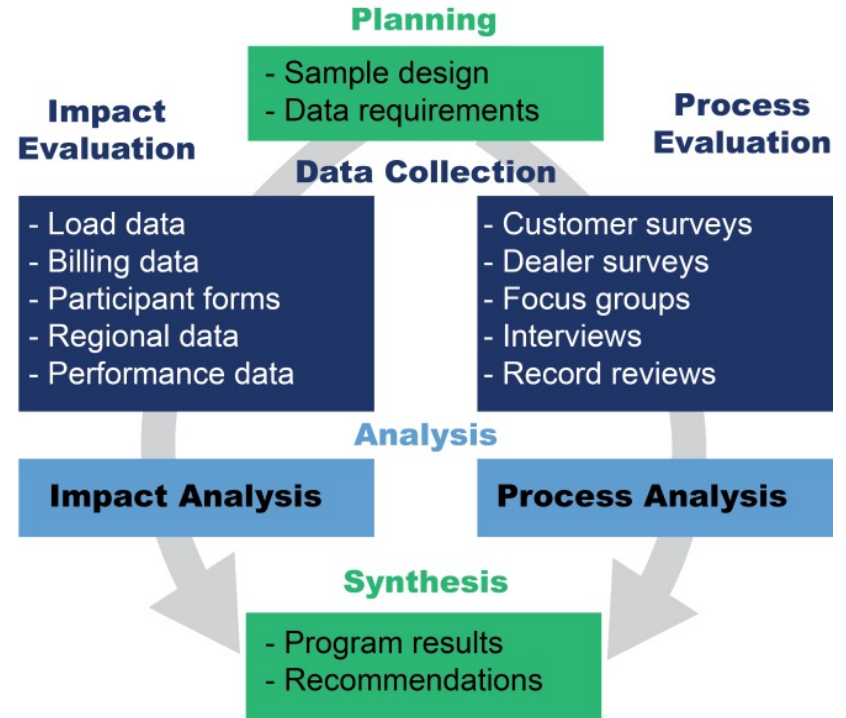 Planning
- Sample design
- Data requirements
Impact
Evaluation
Process
Evaluation
Data Collection
- Load data
- Billing data
- Participant forms
- Regional data
- Performance data
- Customer surveys
- Dealer surveys
- Focus groups
- Interviews
- Record reviews
Analysis
Impact Analysis
Process Analysis
Synthesis
- Program results
- Recommendations